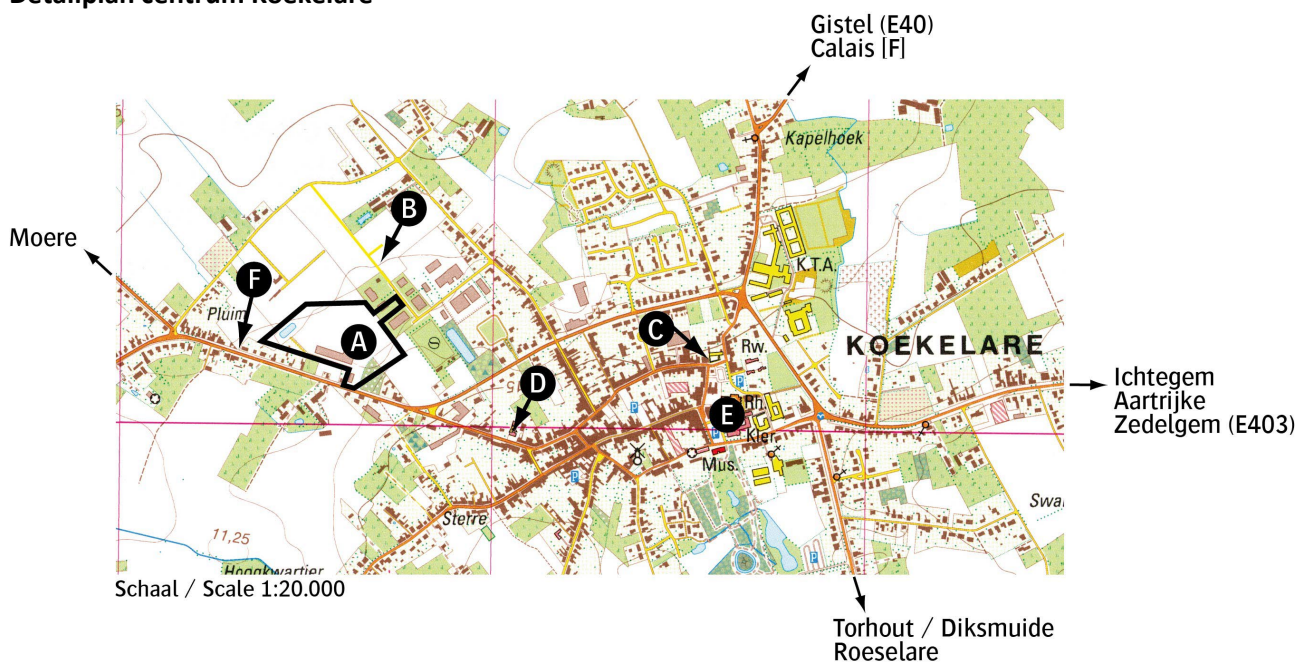 Detailplan centrum Koekelare
Gistel (E40)
Calais [F]
Kapelhoek
B
Moere
F
K.T.A.
Pluim
A
C
KOEKELARE
Rw.
S
D
P
Ichtegem
Aartrijke
Zedelgem (E403)
5
P
E
Rh.
P
Kler.
Mus.
P
Swa
Sterre
11,25
P
Hoogkwartier
Schaal / Scale 1:20.000
Torhout / Diksmuide
Roeselare